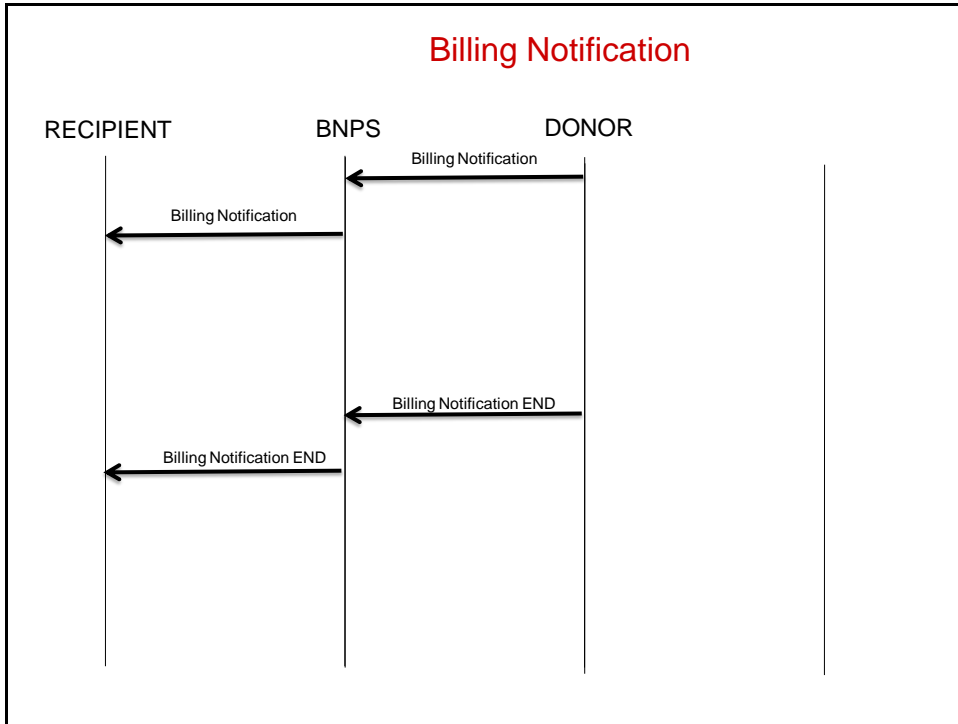 Billing Notification
RECIPIENT BNPS DONOR
Billing Notification
Billing Notification
Billing Notification END
Billing Notification END